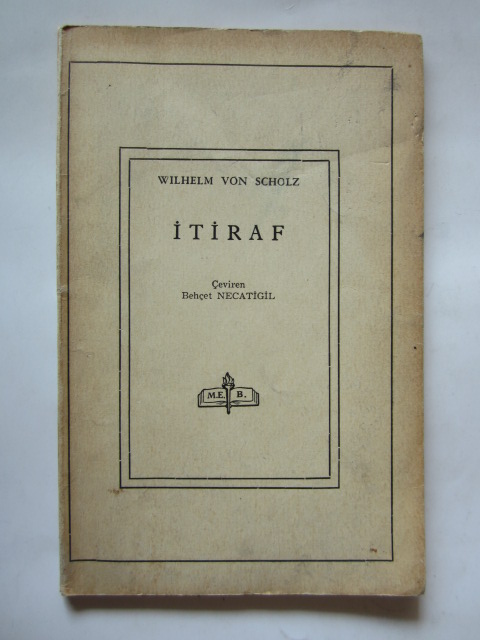 WILHELM VON SCHOLZ
İTİRAF
Çeviren
Behçet NECATİGİL
M.E. B.